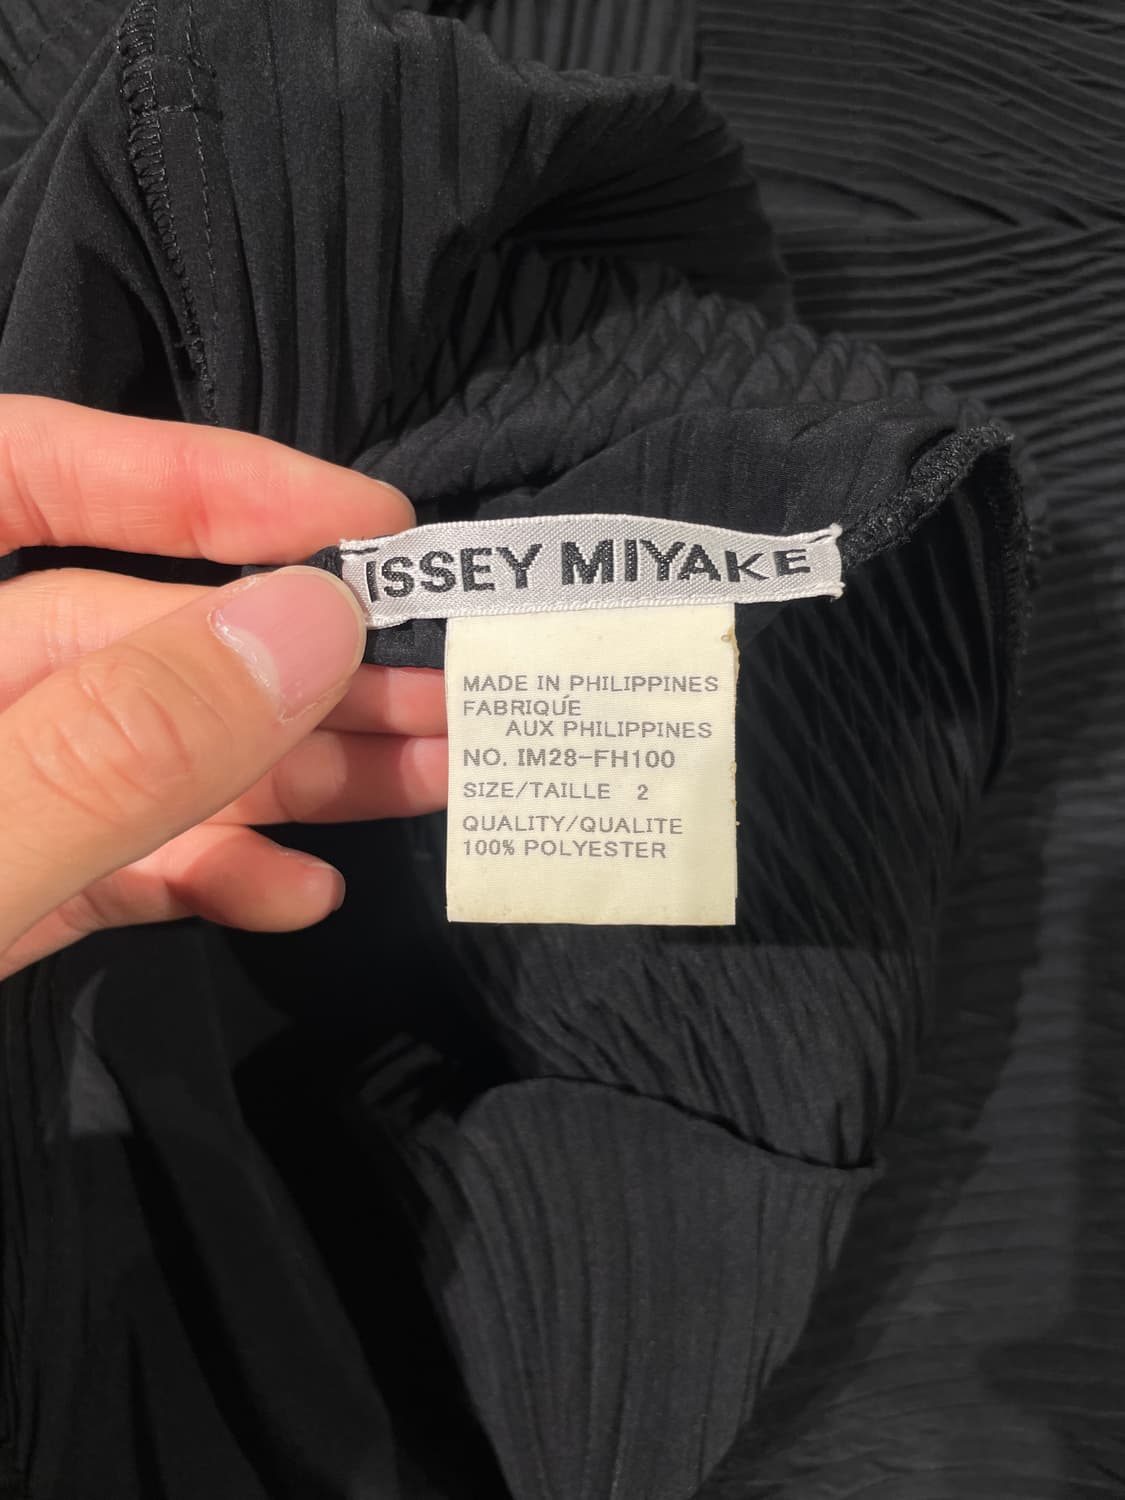 ISSEY MIYAKE
MADE IN PHILIPPINES
FABRIQUÉ
AUX PHILIPPINES
NO. IM28-FH100
SIZE/TAILLE 2
QUALITY/QUALITE
100% POLYESTER